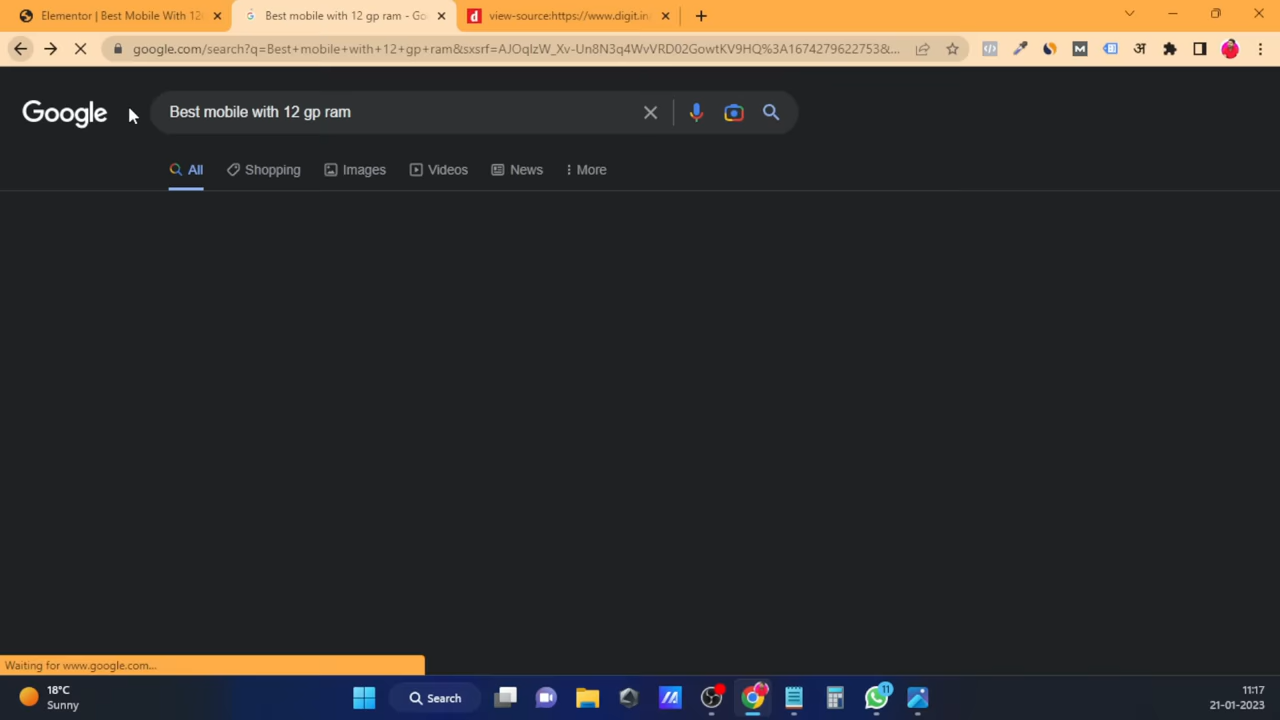 Elementor | Best Mobile With 12
Best mobile with 12 gp ram - Go
view-source:https://www.digit.in
google.com/search?q=Best+mobile+with+12+gp+ram&sxsrf=AJOqlzW_Xv-Un8N3q4WvVRD02GowtKV9HQ%3A1674279622753&...
M
अ
Google
Best mobile with 12 gp ram
All
Shopping
Images
Videos
News
More
Waiting for www.google.com...
18°C
Sunny
Search
11
11:17
21-01-2023